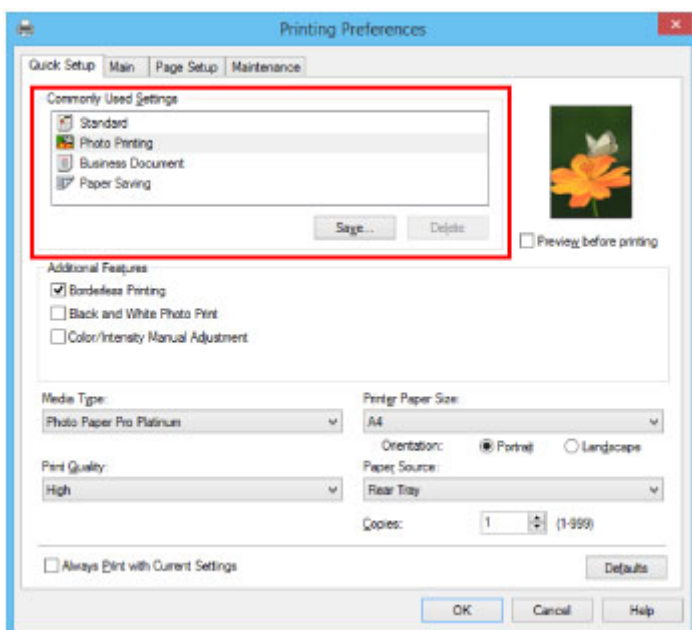 Printing Preferences
Quick Setup Main Page Setup Maintenance
Commonly Used Settings
Standard
Photo Printing
Business Document
Paper Saving
Save... Delete
Preview before printing
Additional Features
Borderless Printing
Black and White Photo Print
Color/Intensity Manual Adjustment
Media Type: Printer Paper Size:
Photo Paper Pro Platinum A4
Orientation: Portrait Landscape
Print Quality: Paper Source:
High Rear Tray
Copies: 1 (1-999)
Always Print with Current Settings Defaults
OK Cancel Help